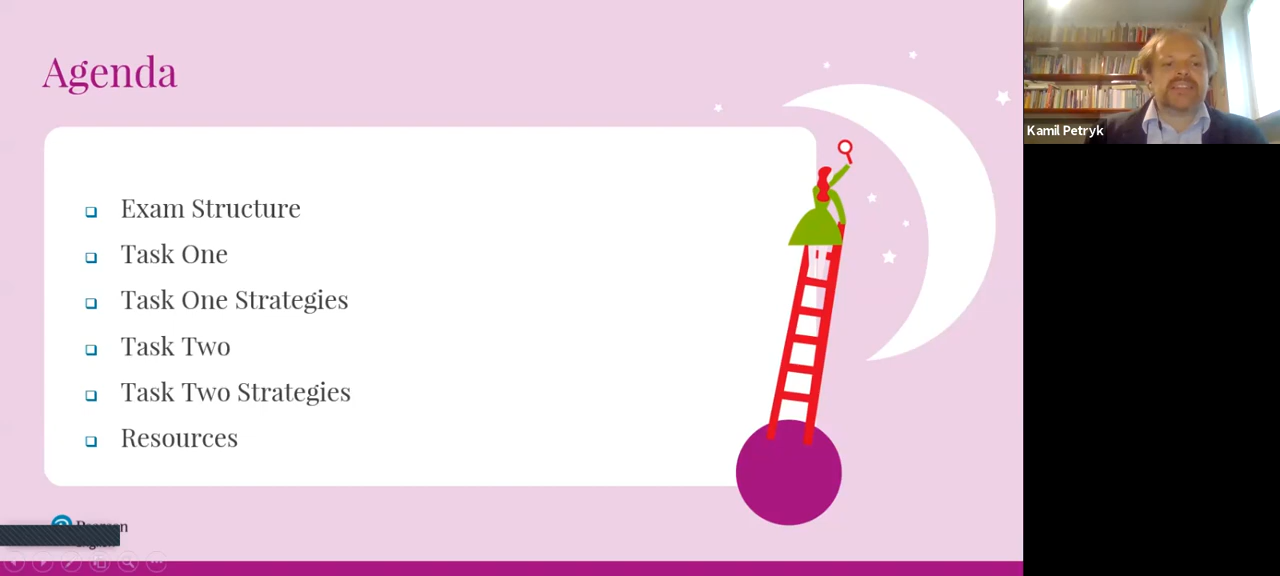 Agenda
Exam Structure
Task One
Task One Strategies
Task Two
Task Two Strategies
Resources
Kamil Petryk